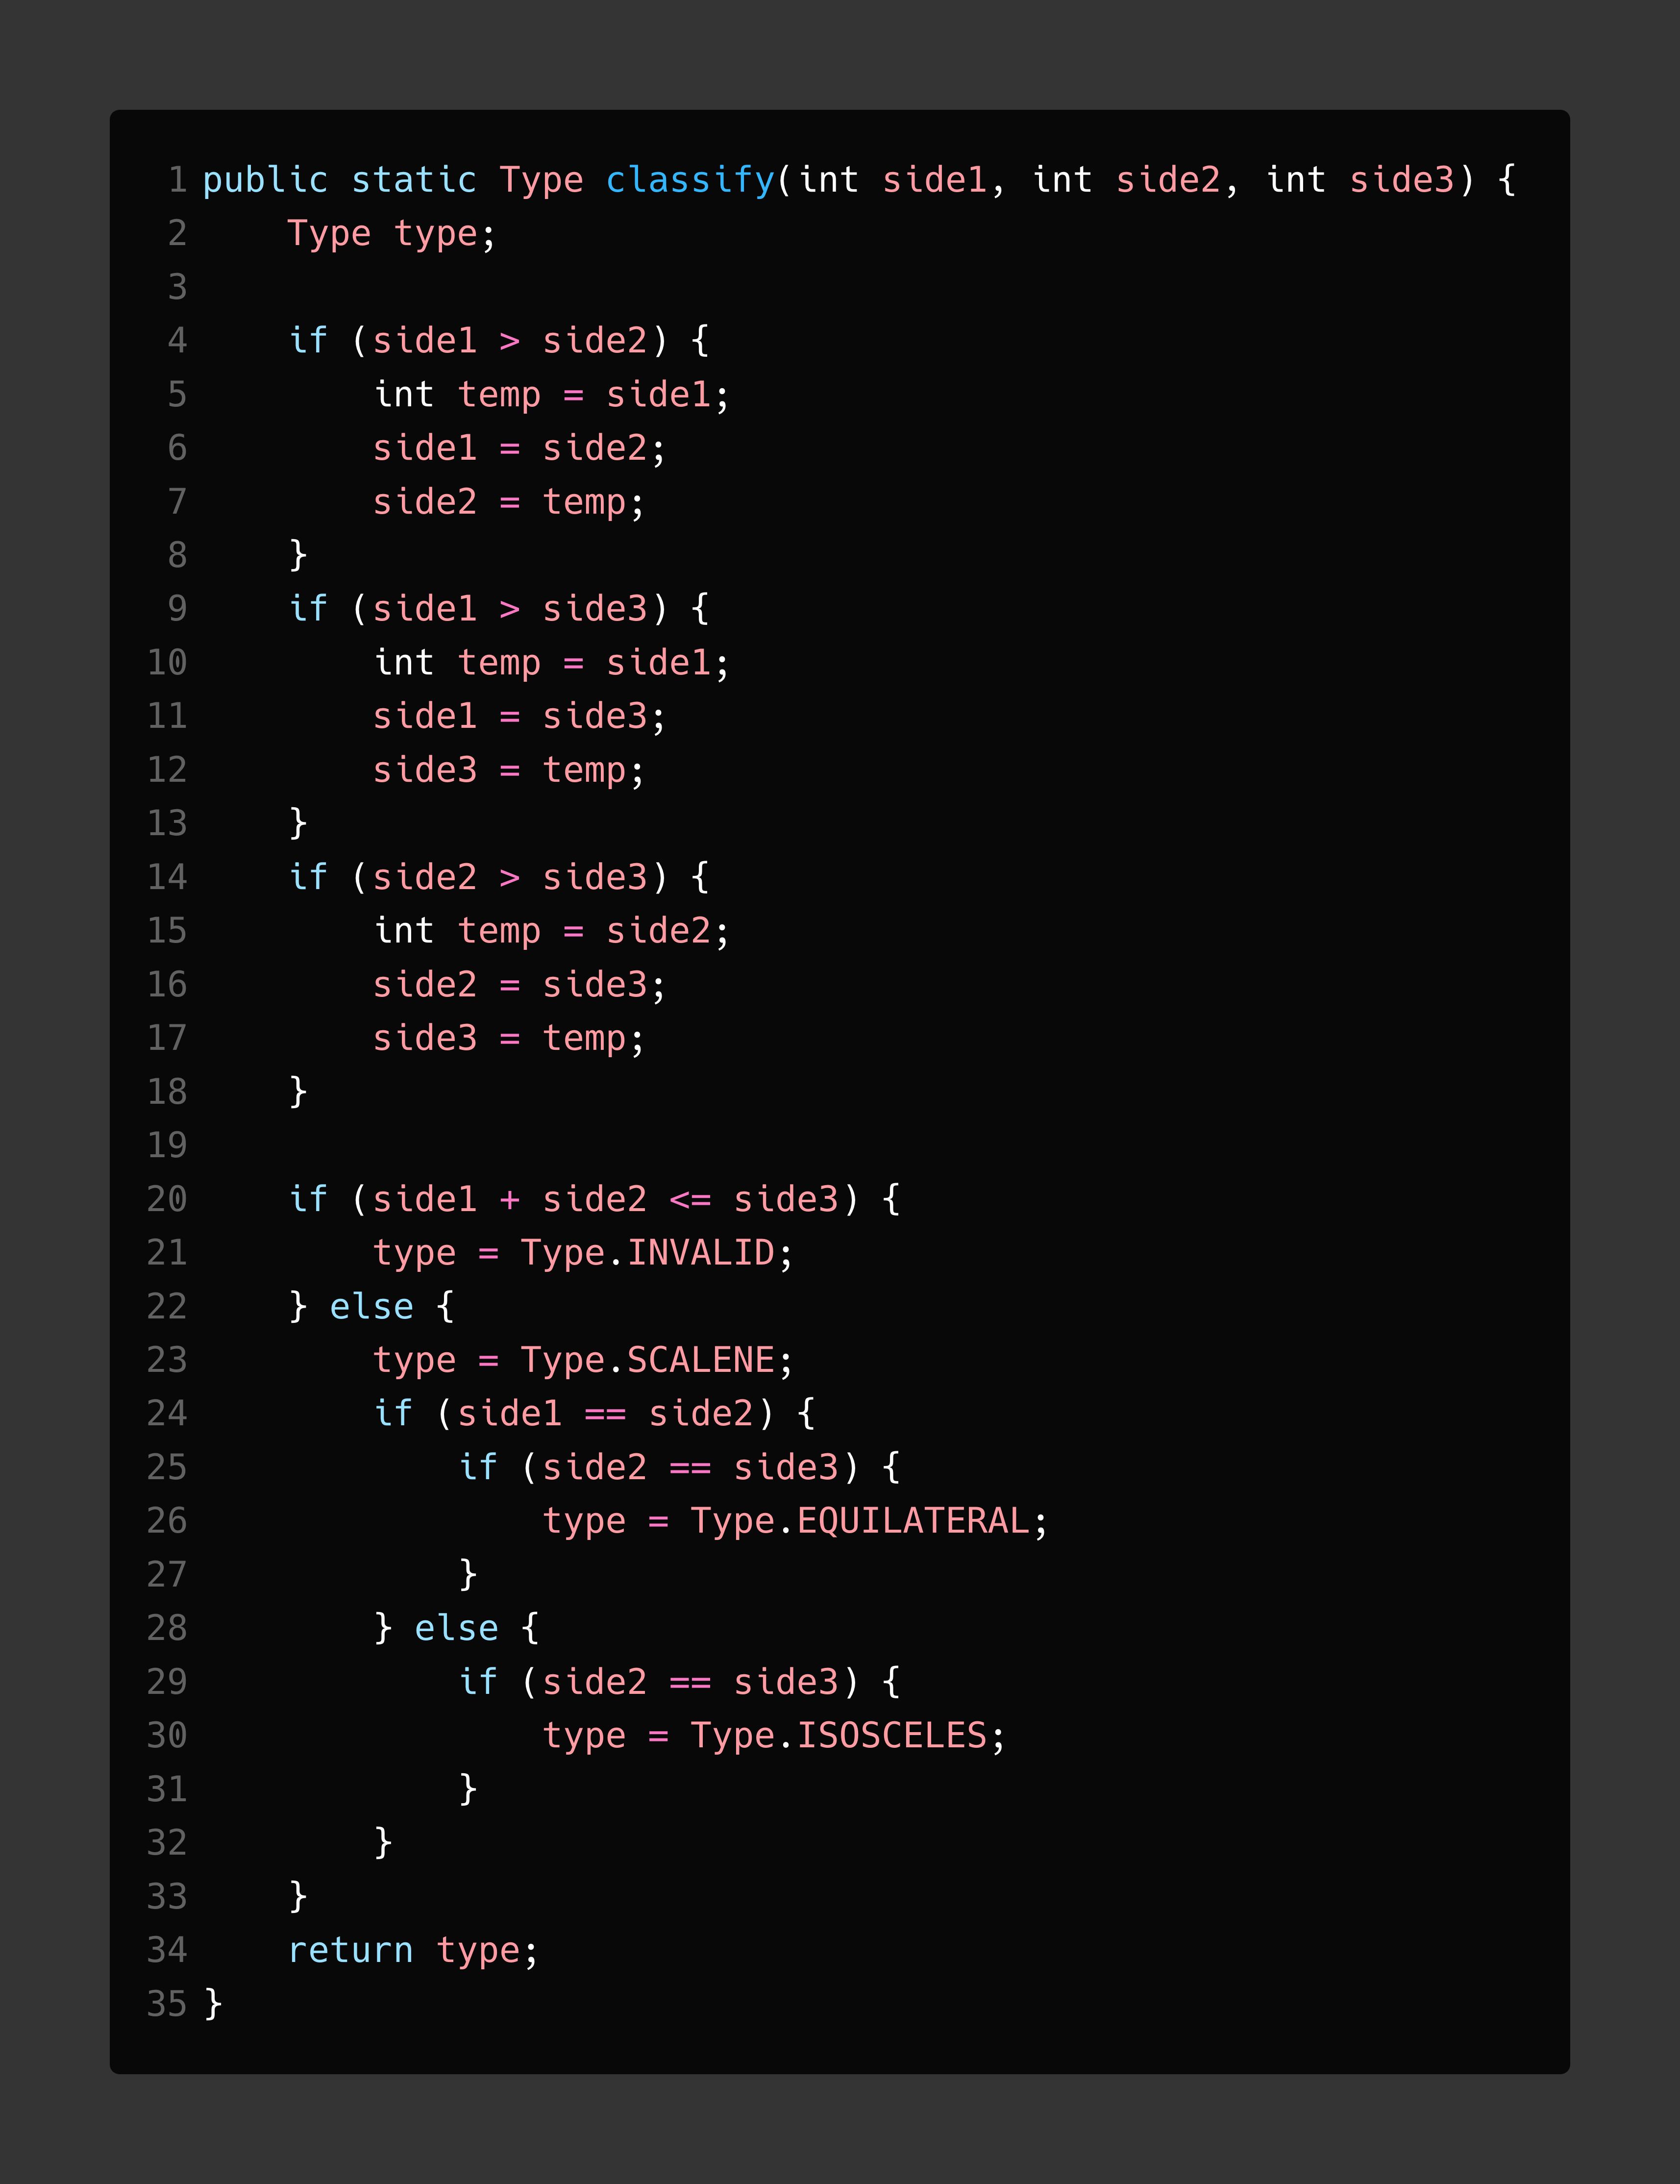 1 public static Type classify(int side1, int side2, int side3) {
2     Type type;
3
4     if (side1 > side2) {
5         int temp = side1;
6         side1 = side2;
7         side2 = temp;
8     }
9     if (side1 > side3) {
10         int temp = side1;
11         side1 = side3;
12         side3 = temp;
13     }
14     if (side2 > side3) {
15         int temp = side2;
16         side2 = side3;
17         side3 = temp;
18     }
19
20     if (side1 + side2 <= side3) {
21         type = Type.INVALID;
22     } else {
23         type = Type.SCALENE;
24         if (side1 == side2) {
25             if (side2 == side3) {
26                 type = Type.EQUILATERAL;
27             }
28         } else {
29             if (side2 == side3) {
30                 type = Type.ISOSCELES;
31             }
32         }
33     }
34     return type;
35 }